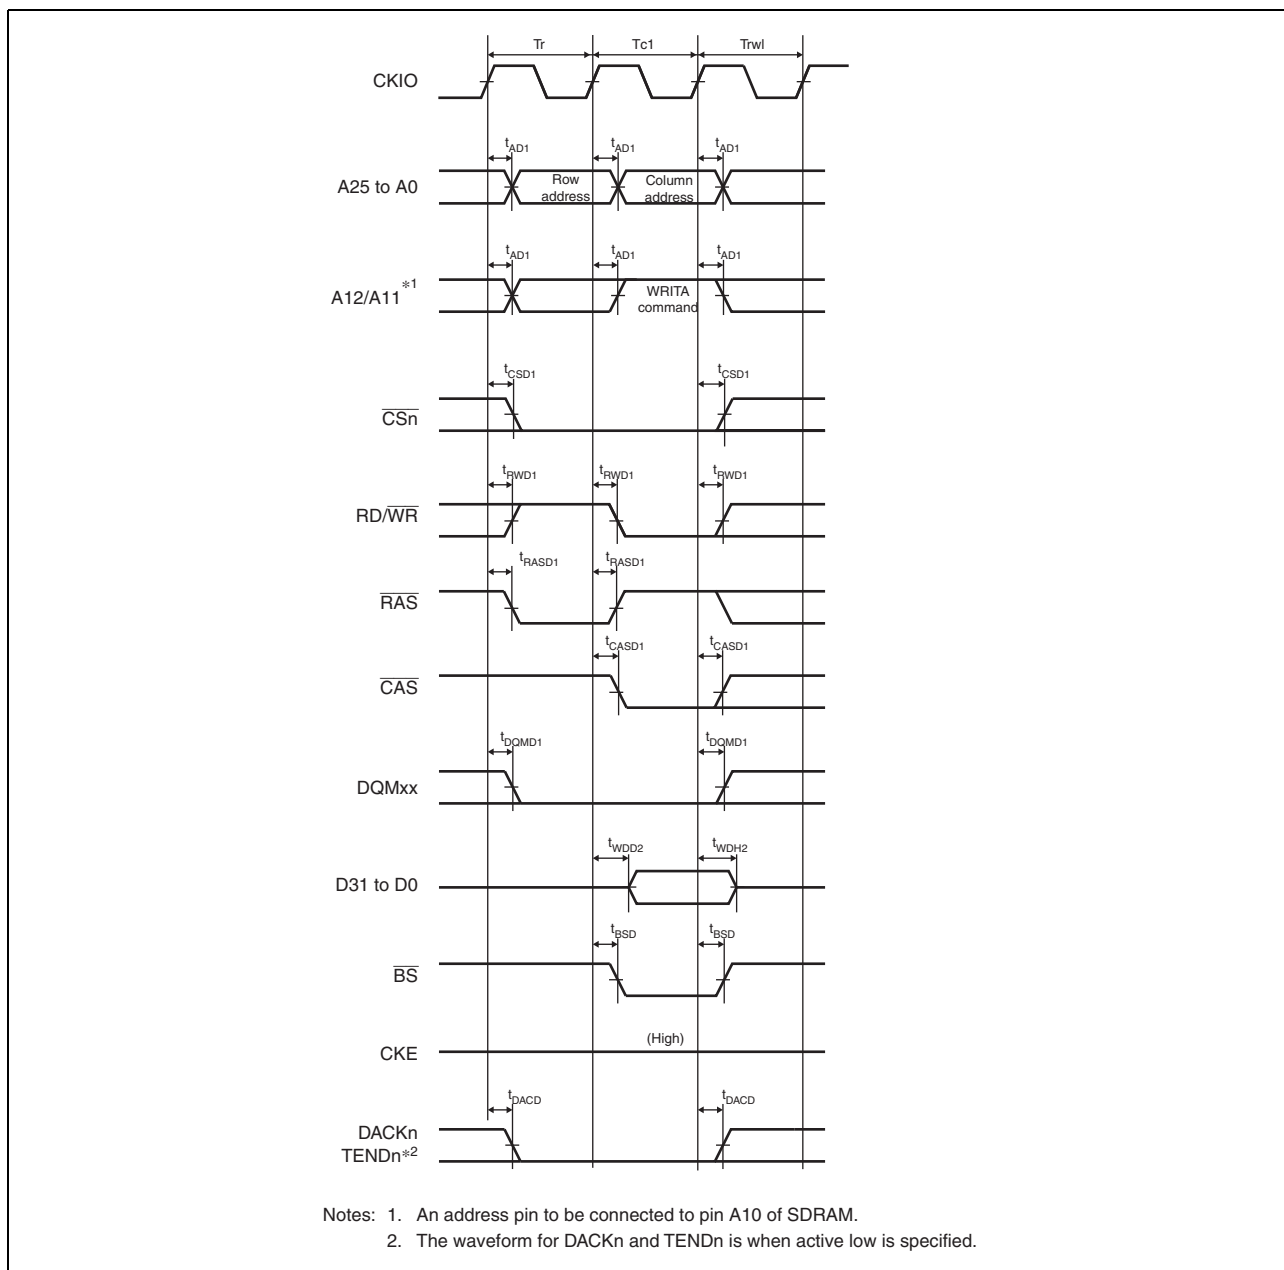 Tr Tc1 Trwl
CKIO
tAD1 tAD1 tAD1
A25 to A0
Row address
Column address
tAD1 tAD1 tAD1
A12/A11*1
WRITA command
tCSD1 tCSD1
CSn
tRWD1 tRWD1 tRWD1
RD/WR
tRASD1 tRASD1
RAS
tCASD1 tCASD1
CAS
tDQMD1 tDQMD1
DQMxx
tWDD2 tWDH2
D31 to D0
tBSD tBSD
BS
(High)
CKE
tDACD tDACD
DACKn
TENDn*2
Notes: 1. An address pin to be connected to pin A10 of SDRAM.
2. The waveform for DACKn and TENDn is when active low is specified.